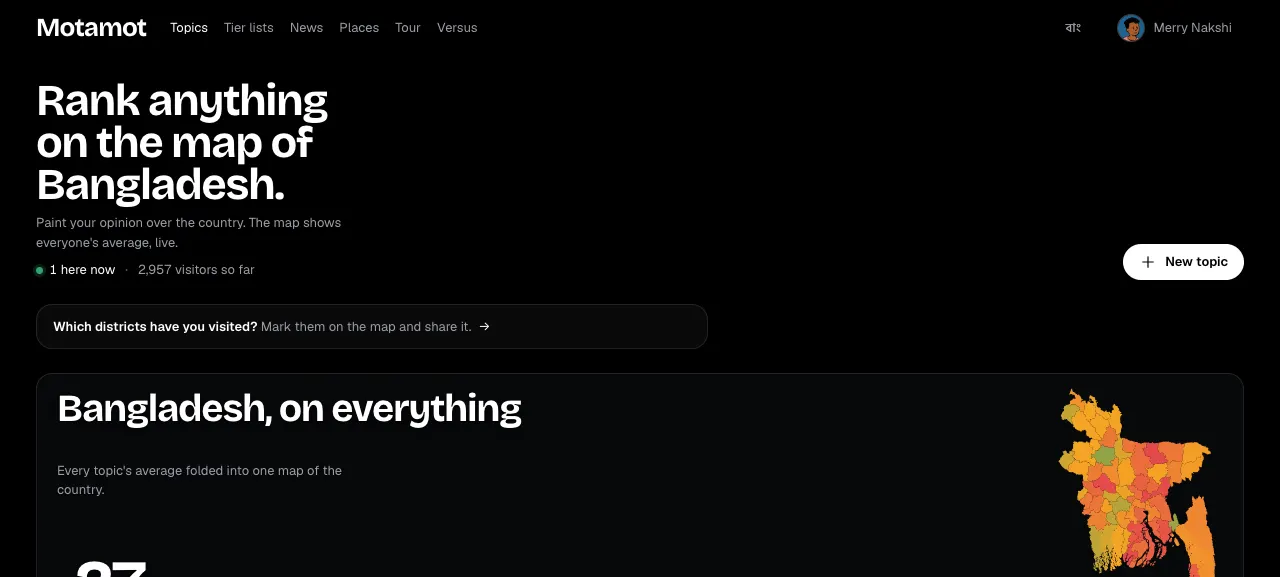 Motamot Topics Tier lists News Places Tour Versus বাং Merry Nakshi
Rank anything
on the map of
Bangladesh.
Paint your opinion over the country. The map shows
everyone's average, live.
1 here now · 2,957 visitors so far
+ New topic
Which districts have you visited? Mark them on the map and share it. →
Bangladesh, on everything
Every topic's average folded into one map of the
country.